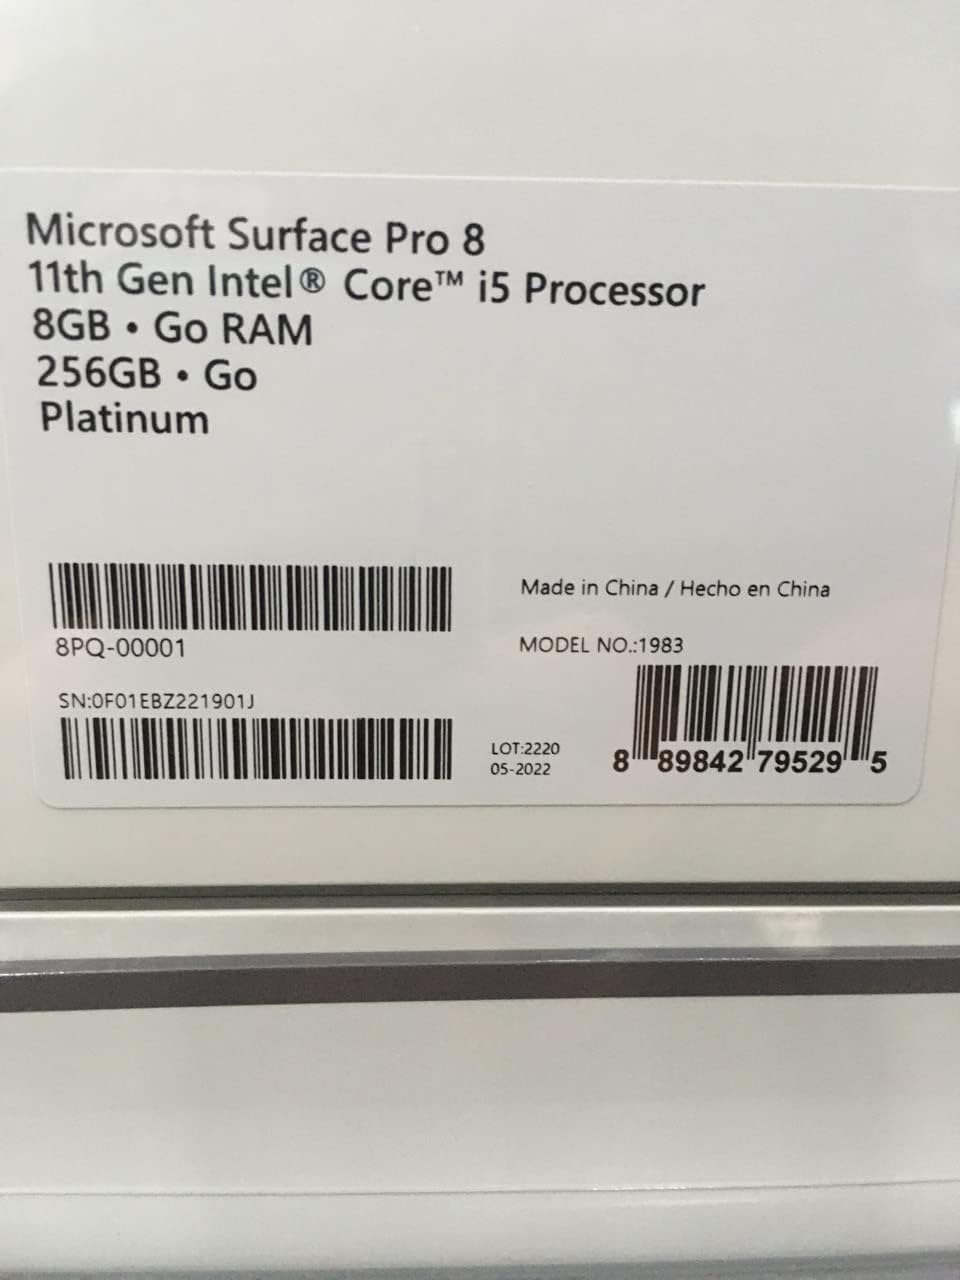 Microsoft Surface Pro 8
11th Gen Intel® Core™ i5 Processor
8GB • Go RAM
256GB • Go
Platinum
8PQ-00001
SN:0F01EBZ221901J
Made in China / Hecho en China
MODEL NO.:1983
LOT:2220
05-2022
8 89842 79529 5